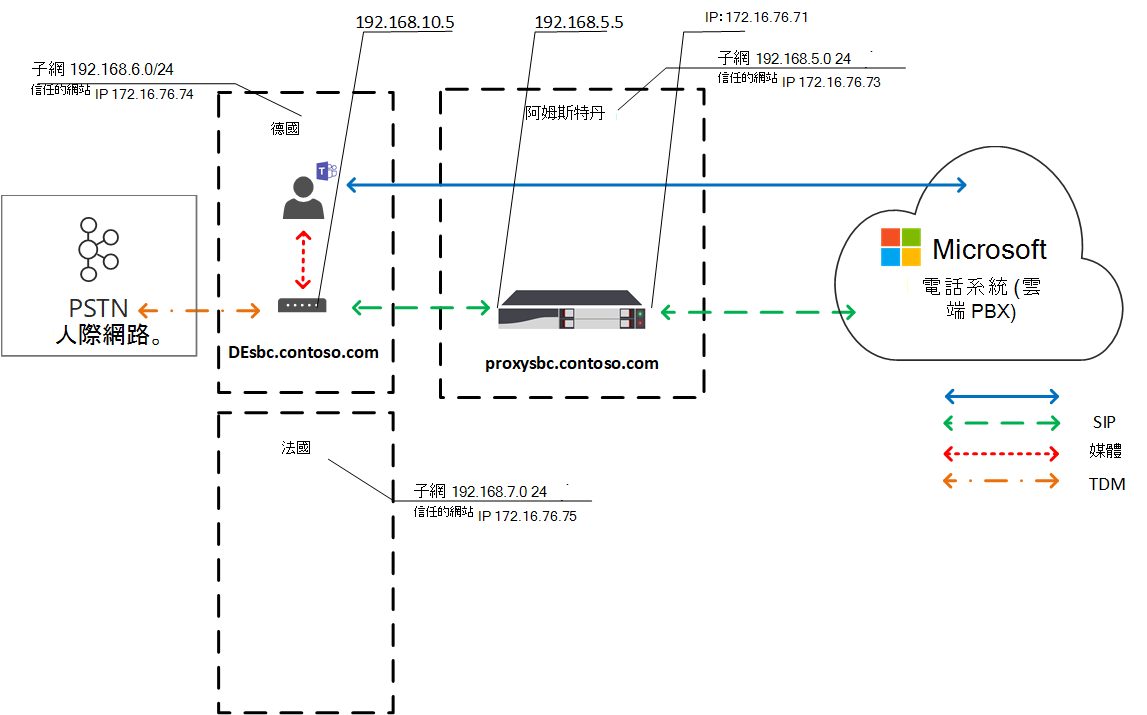 192.168.10.5
192.168.5.5
IP：172.16.76.71
子網 192.168.6.0/24
信任的網站 IP 172.16.76.74
子網 192.168.5.0 24
信任的網站 IP 172.16.76.73
德國
阿姆斯特丹
T
PSTN
人際網路。
DEsbc.contoso.com
proxysbc.contoso.com
Microsoft
電話系統 (雲
端 PBX)
SIP
媒體
TDM
法國
子網 192.168.7.0 24
信任的網站 IP 172.16.76.75